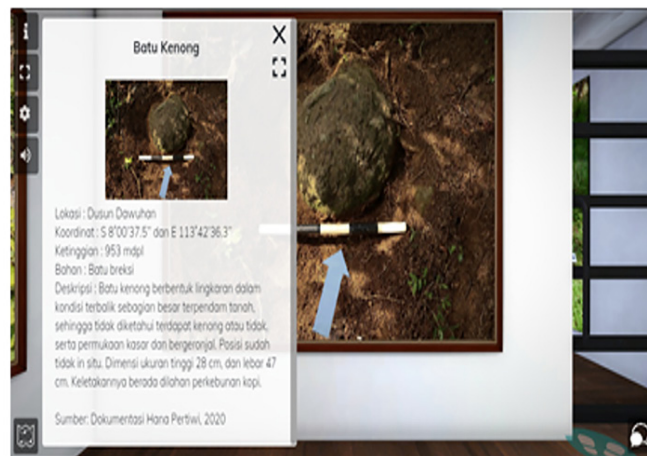 Batu Kenong
Lokasi : Dusun Dawuhan
Koordinat : S 8°00'37.5" dan E 113°42'36.3"
Ketinggian : 953 mdpl
Bahan : Batu breksi
Deskripsi : Batu kenong berbentuk lingkaran dalam
kondisi terbalik sebagian besar terpendam tanah,
sehingga tidak diketahui terdapat kenong atau tidak,
serta permukaan kasar dan bergeronjal. Posisi sudah
tidak in situ. Dimensi ukuran tinggi 28 cm, dan lebar 47
cm. Keletakannya berada dilahan perkebunan kopi.
Sumber: Dokumentasi Hana Pertiwi, 2020